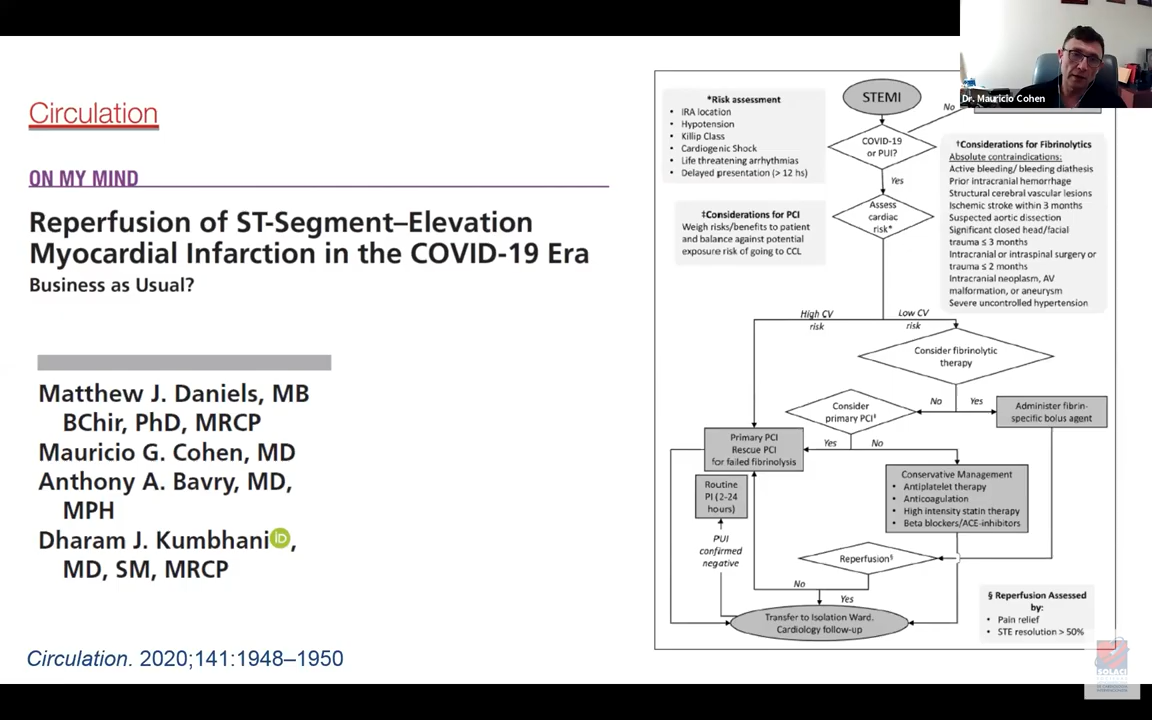 Circulation
ON MY MIND
Reperfusion of ST-Segment–Elevation
Myocardial Infarction in the COVID-19 Era
Business as Usual?
Matthew J. Daniels, MB
BChir, PhD, MRCP
Mauricio G. Cohen, MD
Anthony A. Bavry, MD,
MPH
Dharam J. Kumbhani iD,
MD, SM, MRCP
Circulation. 2020;141:1948–1950
Dr. Mauricio Cohen
*Risk assessment
• IRA location
• Hypotension
• Killip Class
• Cardiogenic Shock
• Life threatening arrhythmias
• Delayed presentation (> 12 hs)
STEMI
No
COVID-19
or PUI?
Yes
Assess
cardiac
risk*
‡Considerations for PCI
Weigh risks/benefits to patient
and balance against potential
exposure risk of going to CCL
†Considerations for Fibrinolytics
Absolute contraindications:
Active bleeding/ bleeding diathesis
Prior intracranial hemorrhage
Structural cerebral vascular lesions
Ischemic stroke within 3 months
Suspected aortic dissection
Significant closed head/facial
trauma ≤ 3 months
Intracranial or intraspinal surgery or
trauma ≤ 2 months
Intracranial neoplasm, AV
malformation, or aneurysm
Severe uncontrolled hypertension
High CV
risk
Low CV
risk
Consider fibrinolytic
therapy
No
Yes
Consider
primary PCI‡
Administer fibrin-
specific bolus agent
Yes
No
Primary PCI
Rescue PCI
for failed fibrinolysis
Conservative Management
• Antiplatelet therapy
• Anticoagulation
• High intensity statin therapy
• Beta blockers/ACE-inhibitors
Routine
PI (2-24
hours)
PUI
confirmed
negative
Reperfusion§
No
Yes
Transfer to Isolation Ward.
Cardiology follow-up
§ Reperfusion Assessed
by:
• Pain relief
• STE resolution > 50%
SOLACI